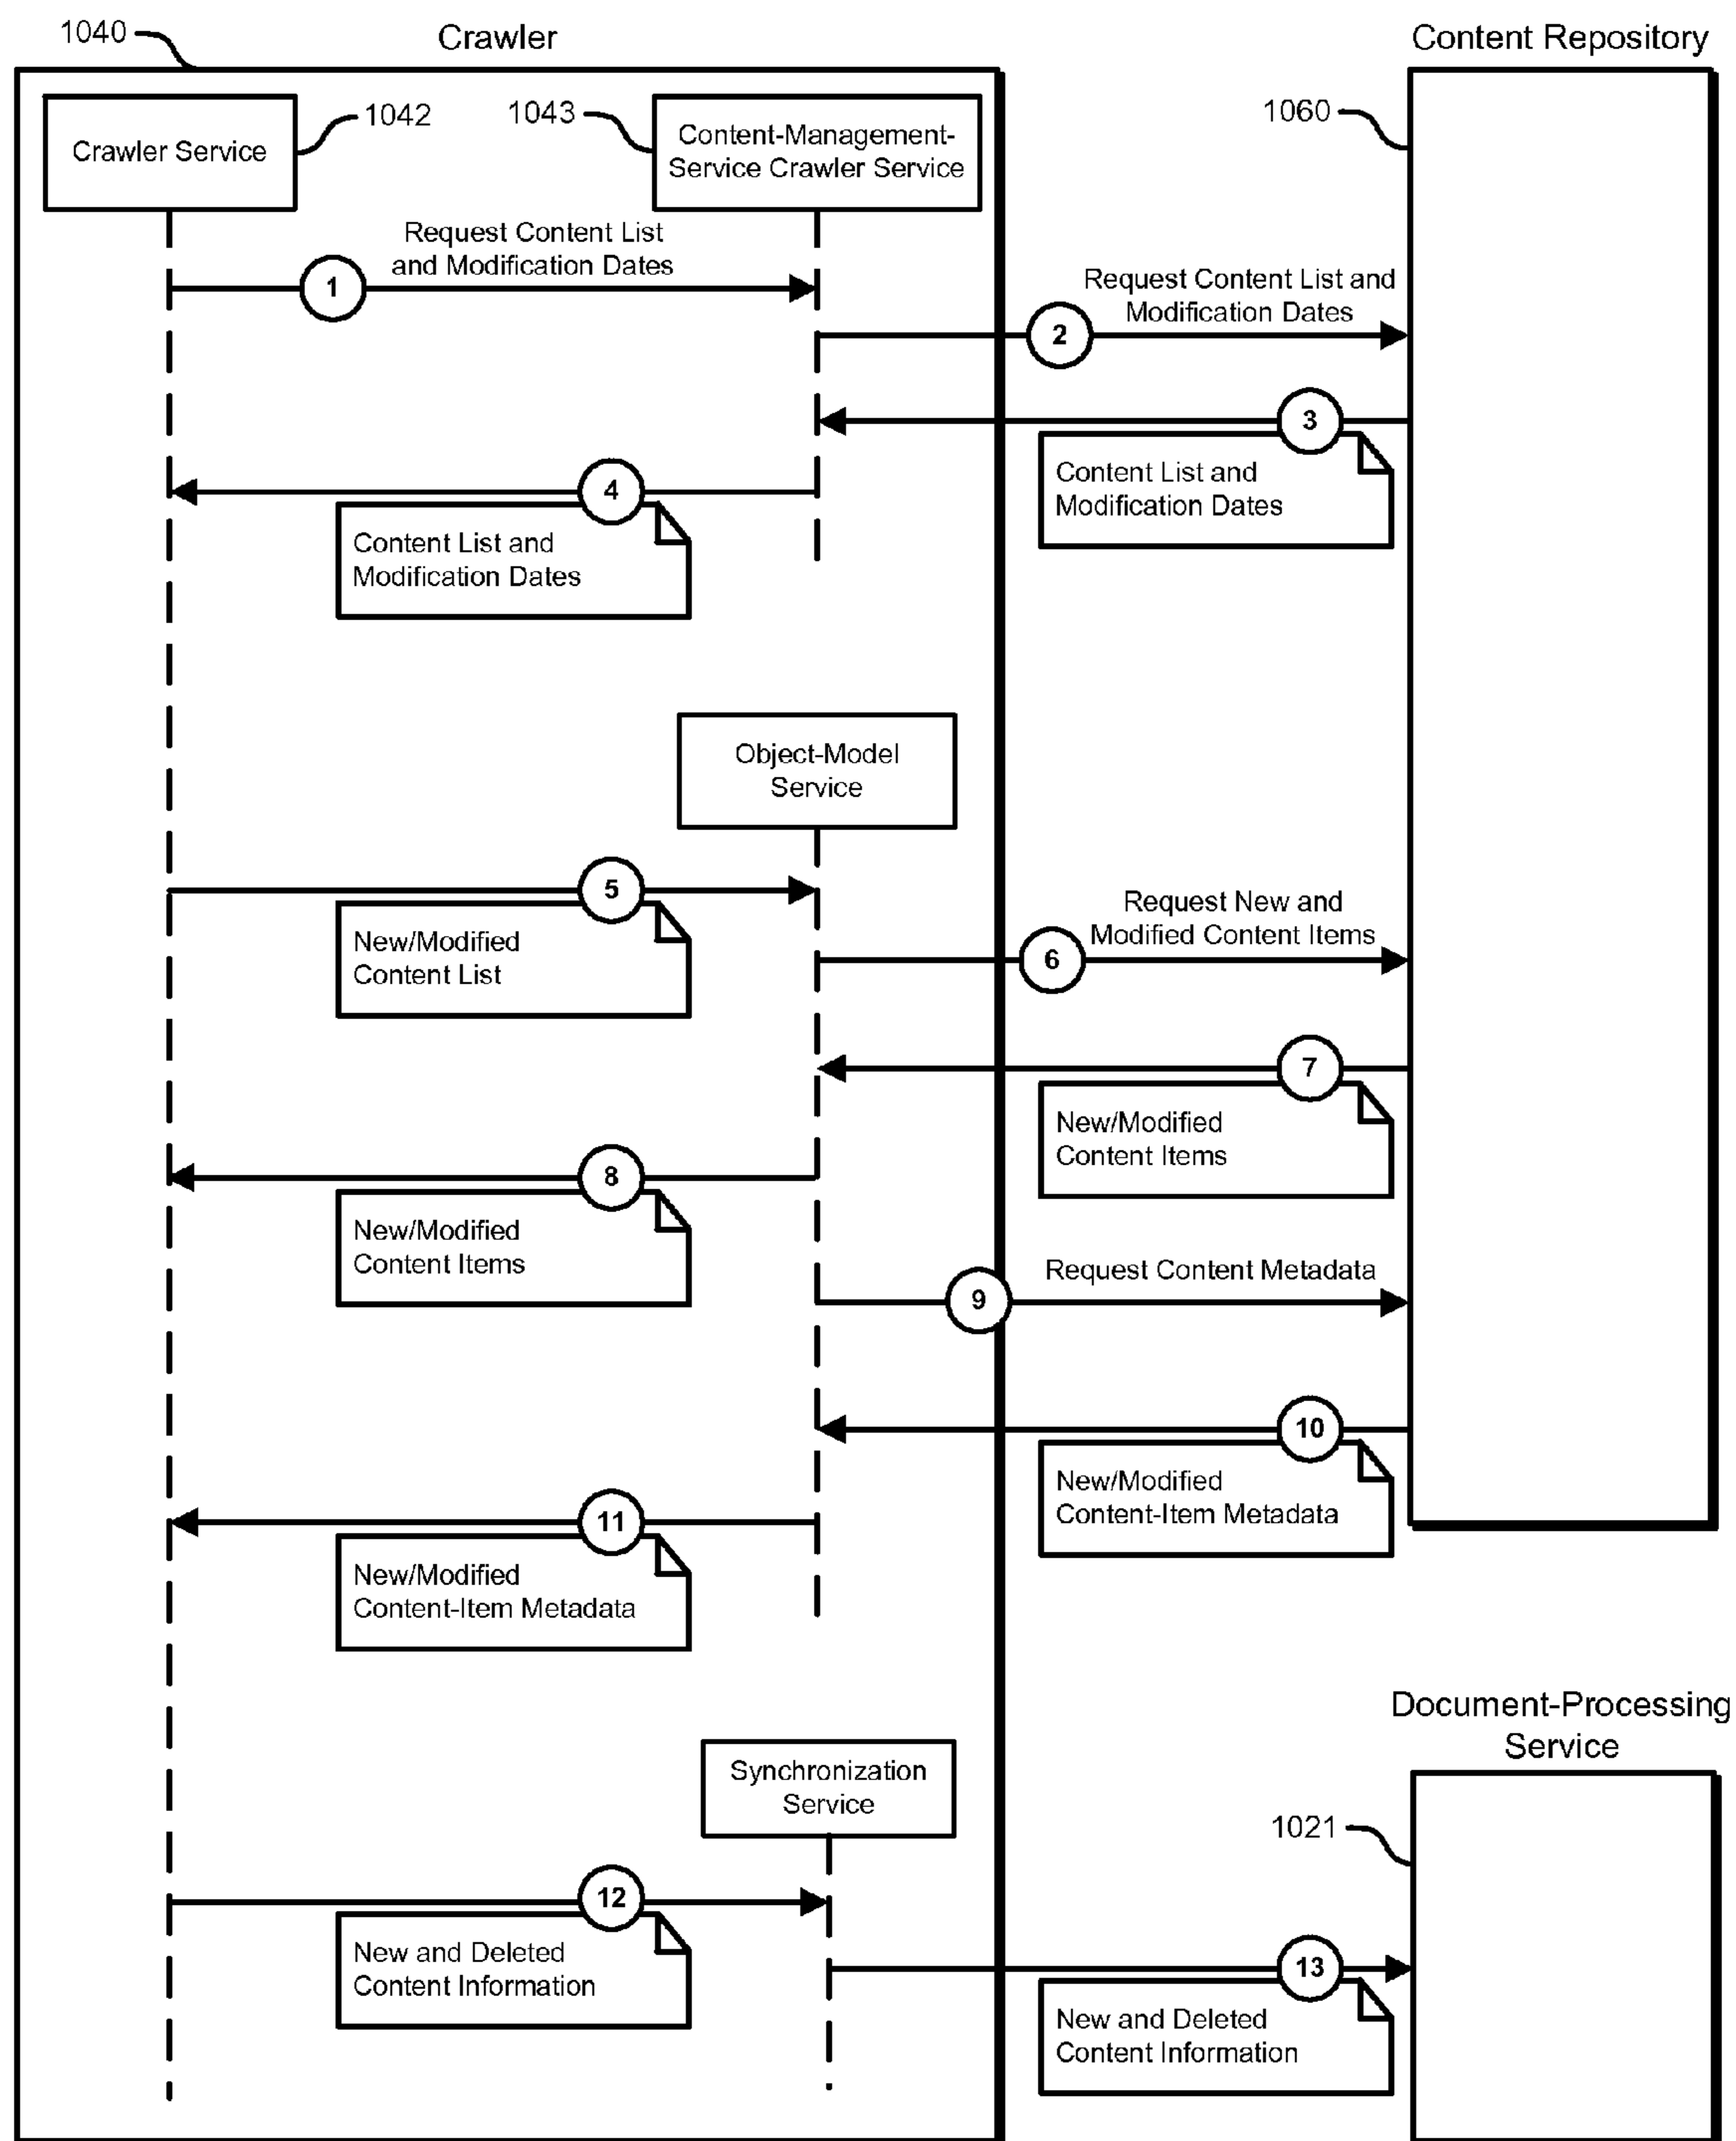 1040
Crawler
Content Repository
Crawler Service
1042
1043
Content-Management-
Service Crawler Service
1060
Request Content List
and Modification Dates
1
Request Content List and
Modification Dates
2
3
Content List and
Modification Dates
4
Content List and
Modification Dates
Object-Model
Service
5
New/Modified
Content List
Request New and
Modified Content Items
6
7
New/Modified
Content Items
8
New/Modified
Content Items
Request Content Metadata
9
10
New/Modified
Content-Item Metadata
11
New/Modified
Content-Item Metadata
Document-Processing
Service
Synchronization
Service
1021
12
New and Deleted
Content Information
13
New and Deleted
Content Information